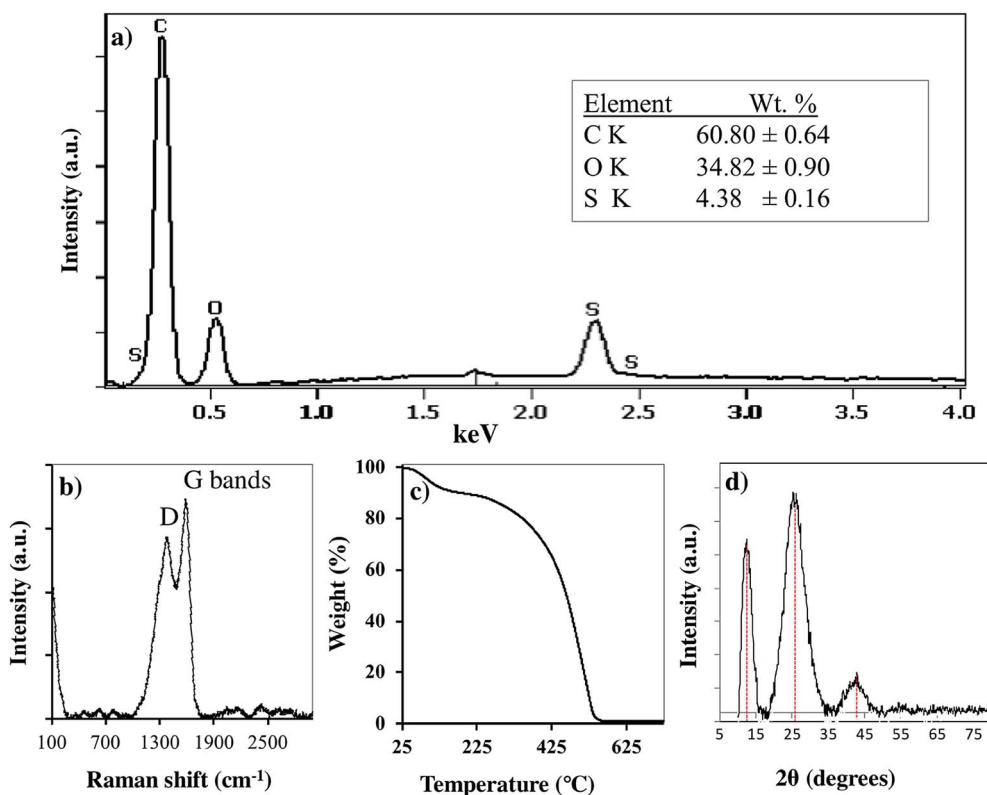 a)
C
Element Wt. %
C K 60.80 ± 0.64
O K 34.82 ± 0.90
S K 4.38 ± 0.16
Intensity (a.u.)
S
O
S
S
0.5 1.0 1.5 2.0 2.5 3.0 3.5 4.0
keV
b)
G bands
D
Intensity (a.u.)
100 700 1300 1900 2500
Raman shift (cm⁻¹)
c)
Weight (%)
100
80
60
40
20
0
25 225 425 625
Temperature (°C)
d)
Intensity (a.u.)
5 15 25 35 45 55 65 75
2θ (degrees)